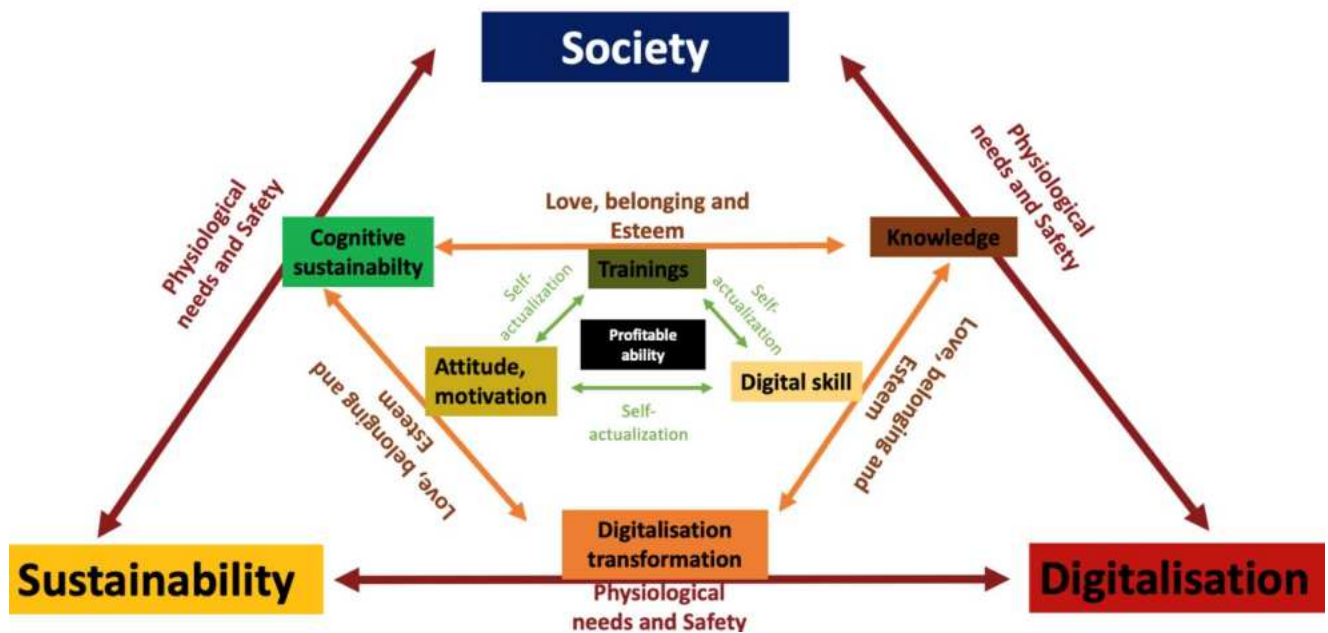 Society
Physiological
needs and Safety
Physiological
needs and Safety
Love, belonging and
Esteem
Cognitive
sustainabilty
Knowledge
Trainings
Self-
actualization
Self-
actualization
Profitable
ability
Attitude,
motivation
Digital skill
Self-
actualization
Love, belonging and
Esteem
Love, belonging and
Esteem
Digitalisation
transformation
Sustainability
Digitalisation
Physiological
needs and Safety